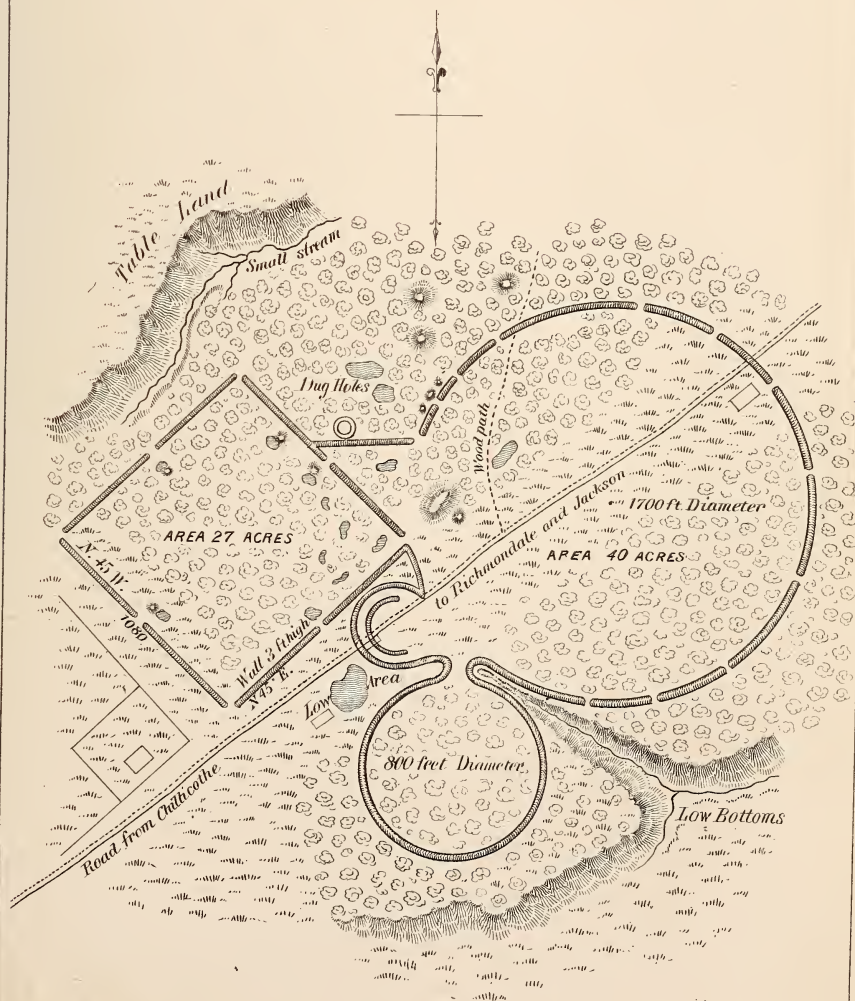 Table Land
Small stream
Dug Holes
Wood path
1700 ft. Diameter
AREA 27 ACRES
AREA 40 ACRES
to Richmondale and Jackson
N. 45 W.
1080
Wall 3 ft. high
N 45° E.
Low Area
800 feet Diameter
Low Bottoms
Road from Chillicothe